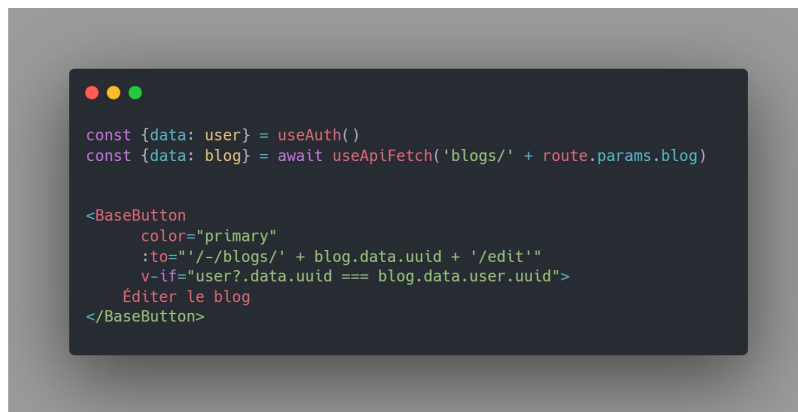 const {data: user} = useAuth()
const {data: blog} = await useApiFetch('blogs/' + route.params.blog)
<BaseButton
color="primary"
:to="'/-/blogs/' + blog.data.uuid + '/edit'"
v-if="user?.data.uuid === blog.data.user.uuid">
Éditer le blog
</BaseButton>